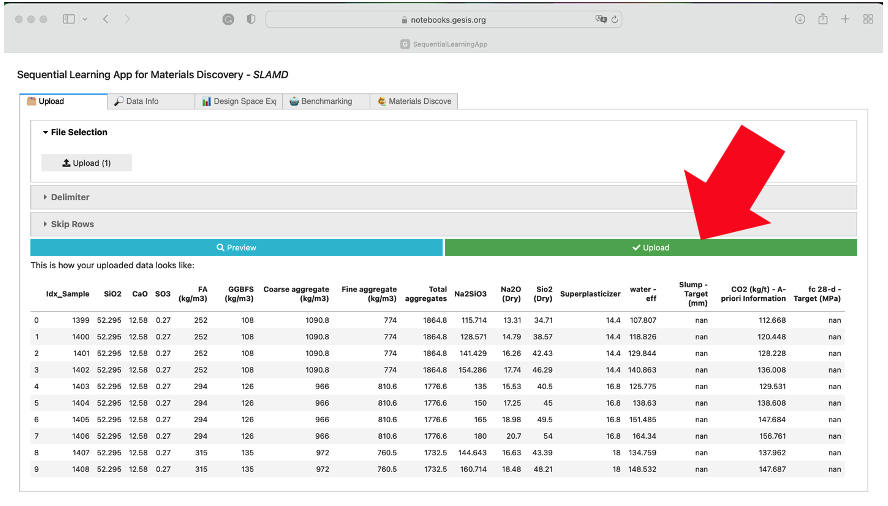 notebooks.gesis.org
SequentialLearningApp
Sequential Learning App for Materials Discovery - SLAMD
Upload Data Info Design Space Exp Benchmarking Materials Discove
File Selection
Upload (1)
Delimiter
Skip Rows
Preview Upload
This is how your uploaded data looks like:
Idx_Sample SiO2 CaO SO3 FA (kg/m3) GGBFS (kg/m3) Coarse aggregate (kg/m3) Fine aggregate (kg/m3) Total aggregates Na2SiO3 Na2O (Dry) Sio2 (Dry) Superplasticizer water - eff Slump - Target (mm) CO2 (kg/t) - A-priori Information fc 28-d - Target (MPa)
0 1399 52.295 12.58 0.27 252 108 1090.8 774 1864.8 115.714 13.31 34.71 14.4 107.807 nan 112.668 nan
1 1400 52.295 12.58 0.27 252 108 1090.8 774 1864.8 128.571 14.79 38.57 14.4 118.826 nan 120.448 nan
2 1401 52.295 12.58 0.27 252 108 1090.8 774 1864.8 141.429 16.26 42.43 14.4 129.844 nan 128.228 nan
3 1402 52.295 12.58 0.27 252 108 1090.8 774 1864.8 154.286 17.74 46.29 14.4 140.863 nan 136.008 nan
4 1403 52.295 12.58 0.27 294 126 966 810.6 1776.6 135 15.53 40.5 16.8 125.775 nan 129.531 nan
5 1404 52.295 12.58 0.27 294 126 966 810.6 1776.6 150 17.25 45 16.8 138.63 nan 138.608 nan
6 1405 52.295 12.58 0.27 294 126 966 810.6 1776.6 165 18.98 49.5 16.8 151.485 nan 147.684 nan
7 1406 52.295 12.58 0.27 294 126 966 810.6 1776.6 180 20.7 54 16.8 164.34 nan 156.761 nan
8 1407 52.295 12.58 0.27 315 135 972 760.5 1732.5 144.643 16.63 43.39 18 134.759 nan 137.962 nan
9 1408 52.295 12.58 0.27 315 135 972 760.5 1732.5 160.714 18.48 48.21 18 148.532 nan 147.687 nan